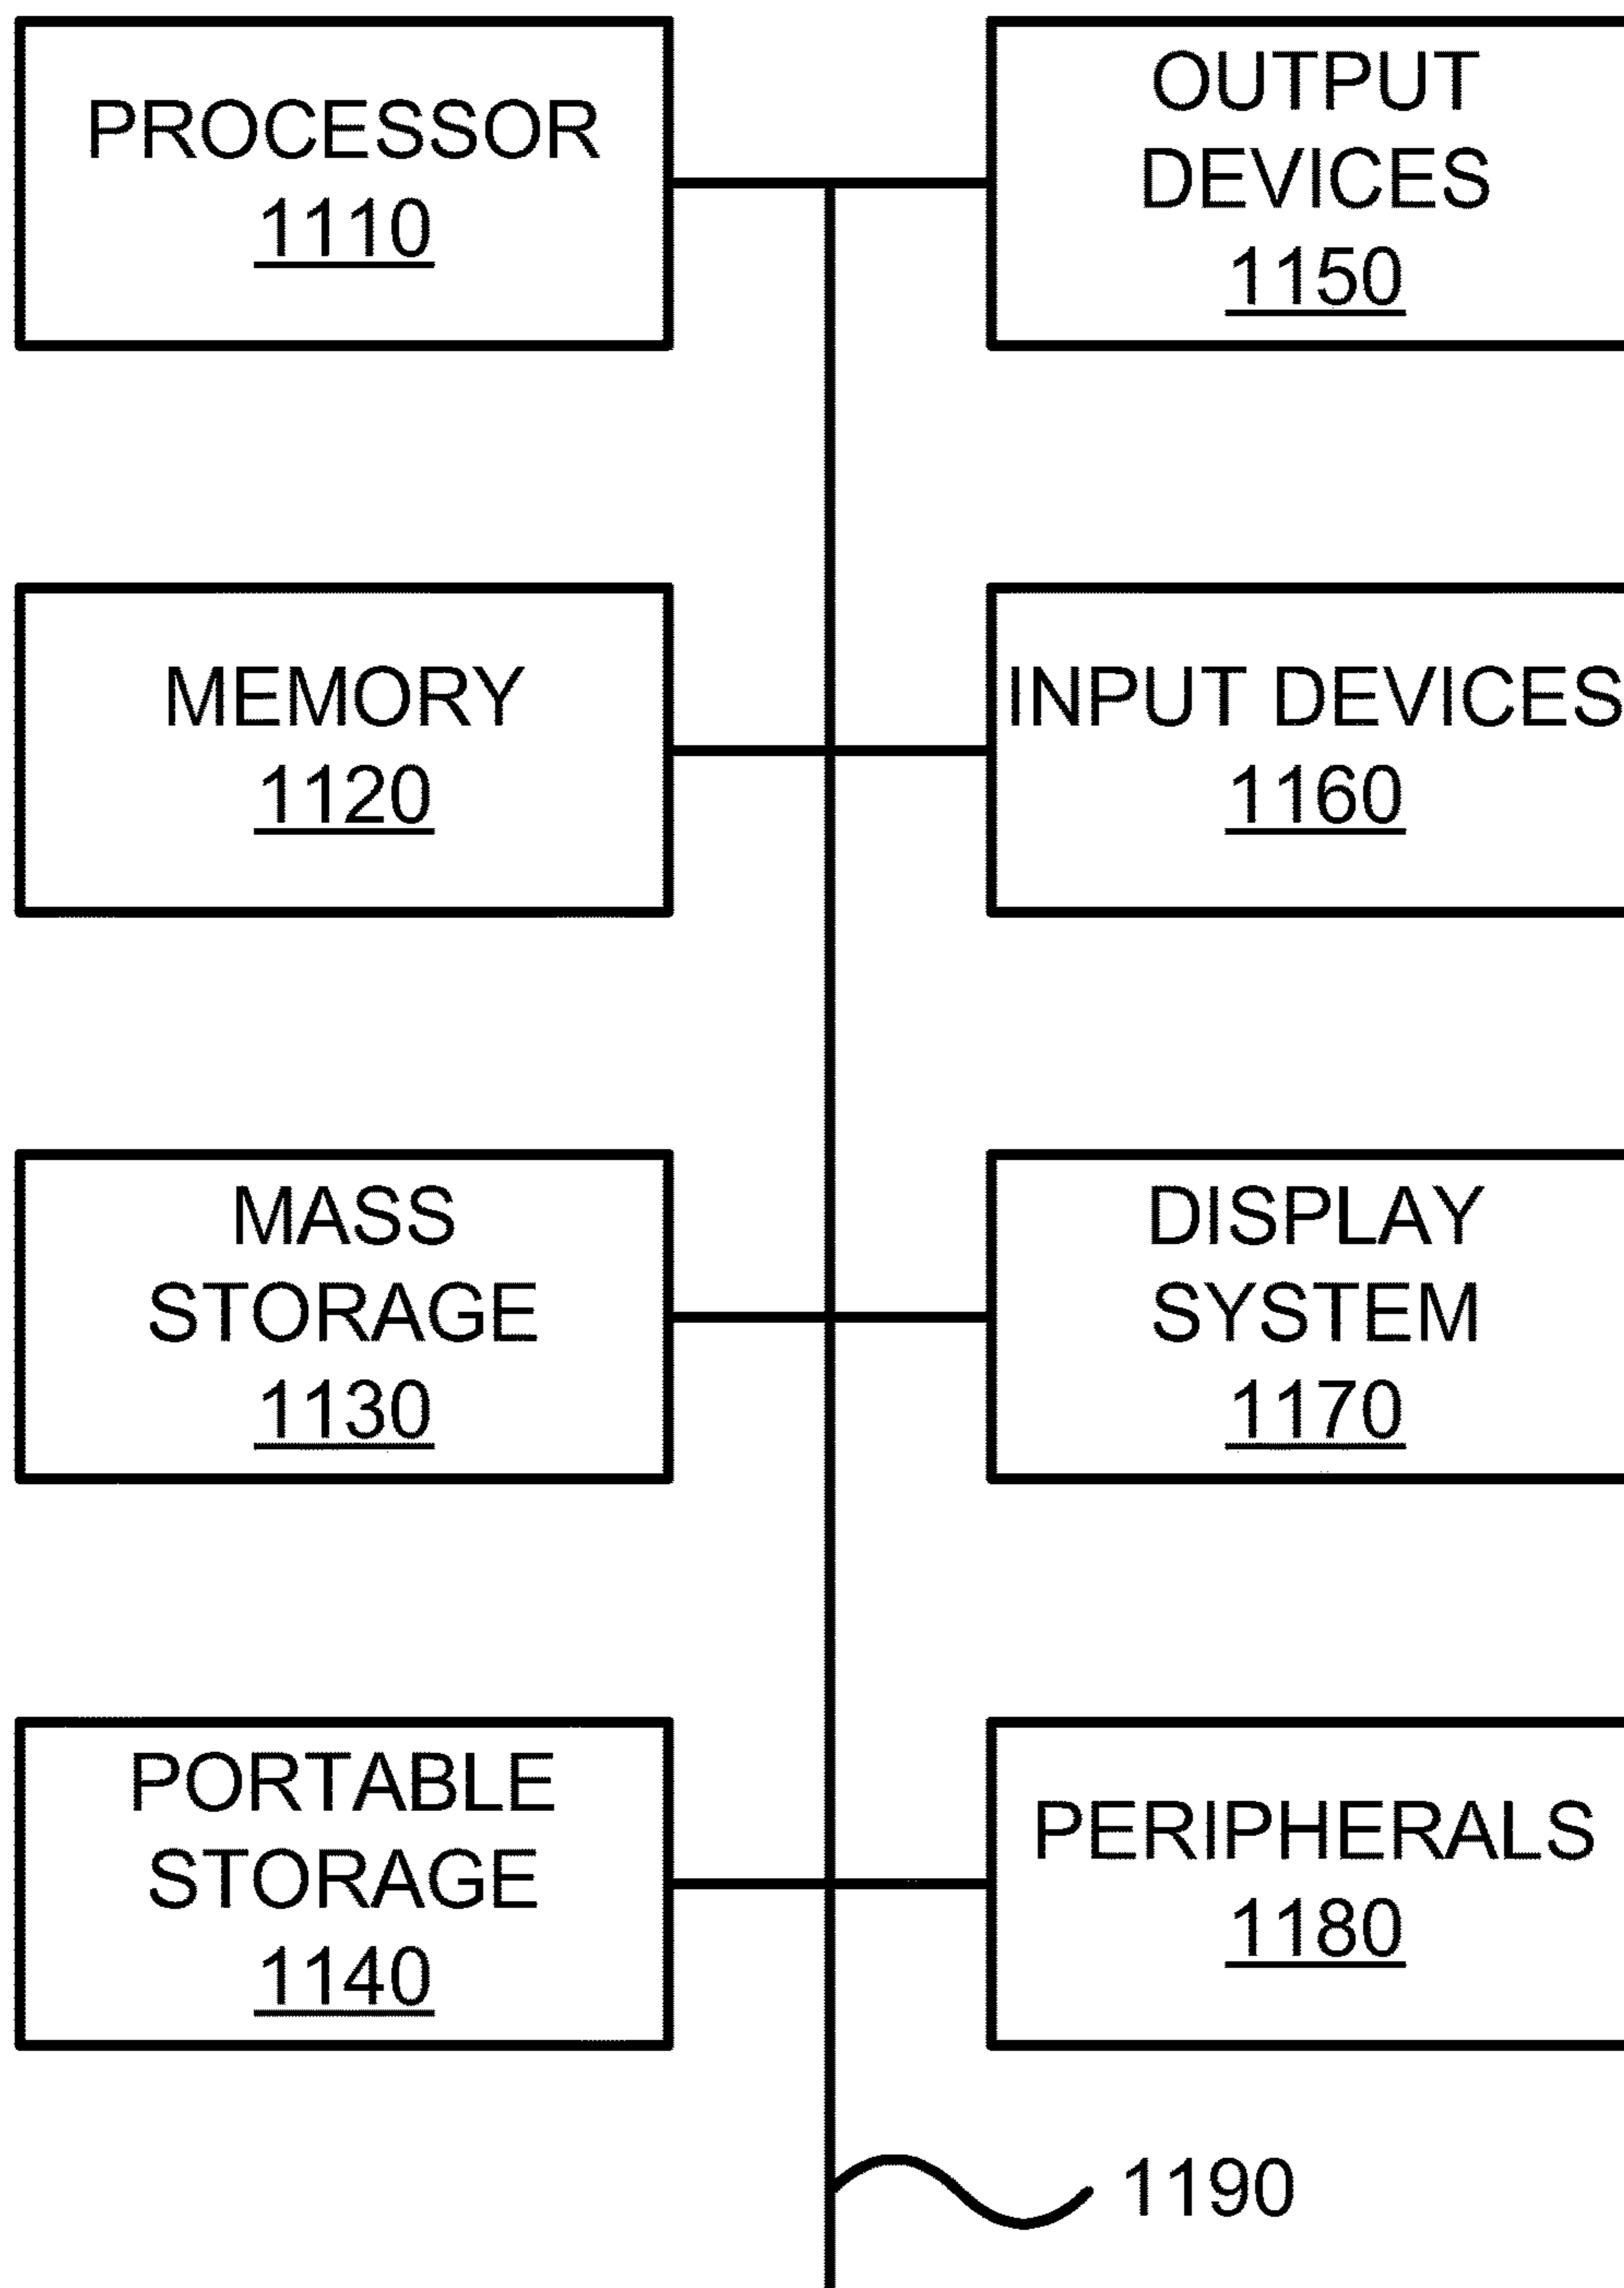 PROCESSOR
1110
OUTPUT
DEVICES
1150
MEMORY
1120
INPUT DEVICES
1160
MASS
STORAGE
1130
DISPLAY
SYSTEM
1170
PORTABLE
STORAGE
1140
PERIPHERALS
1180
1190